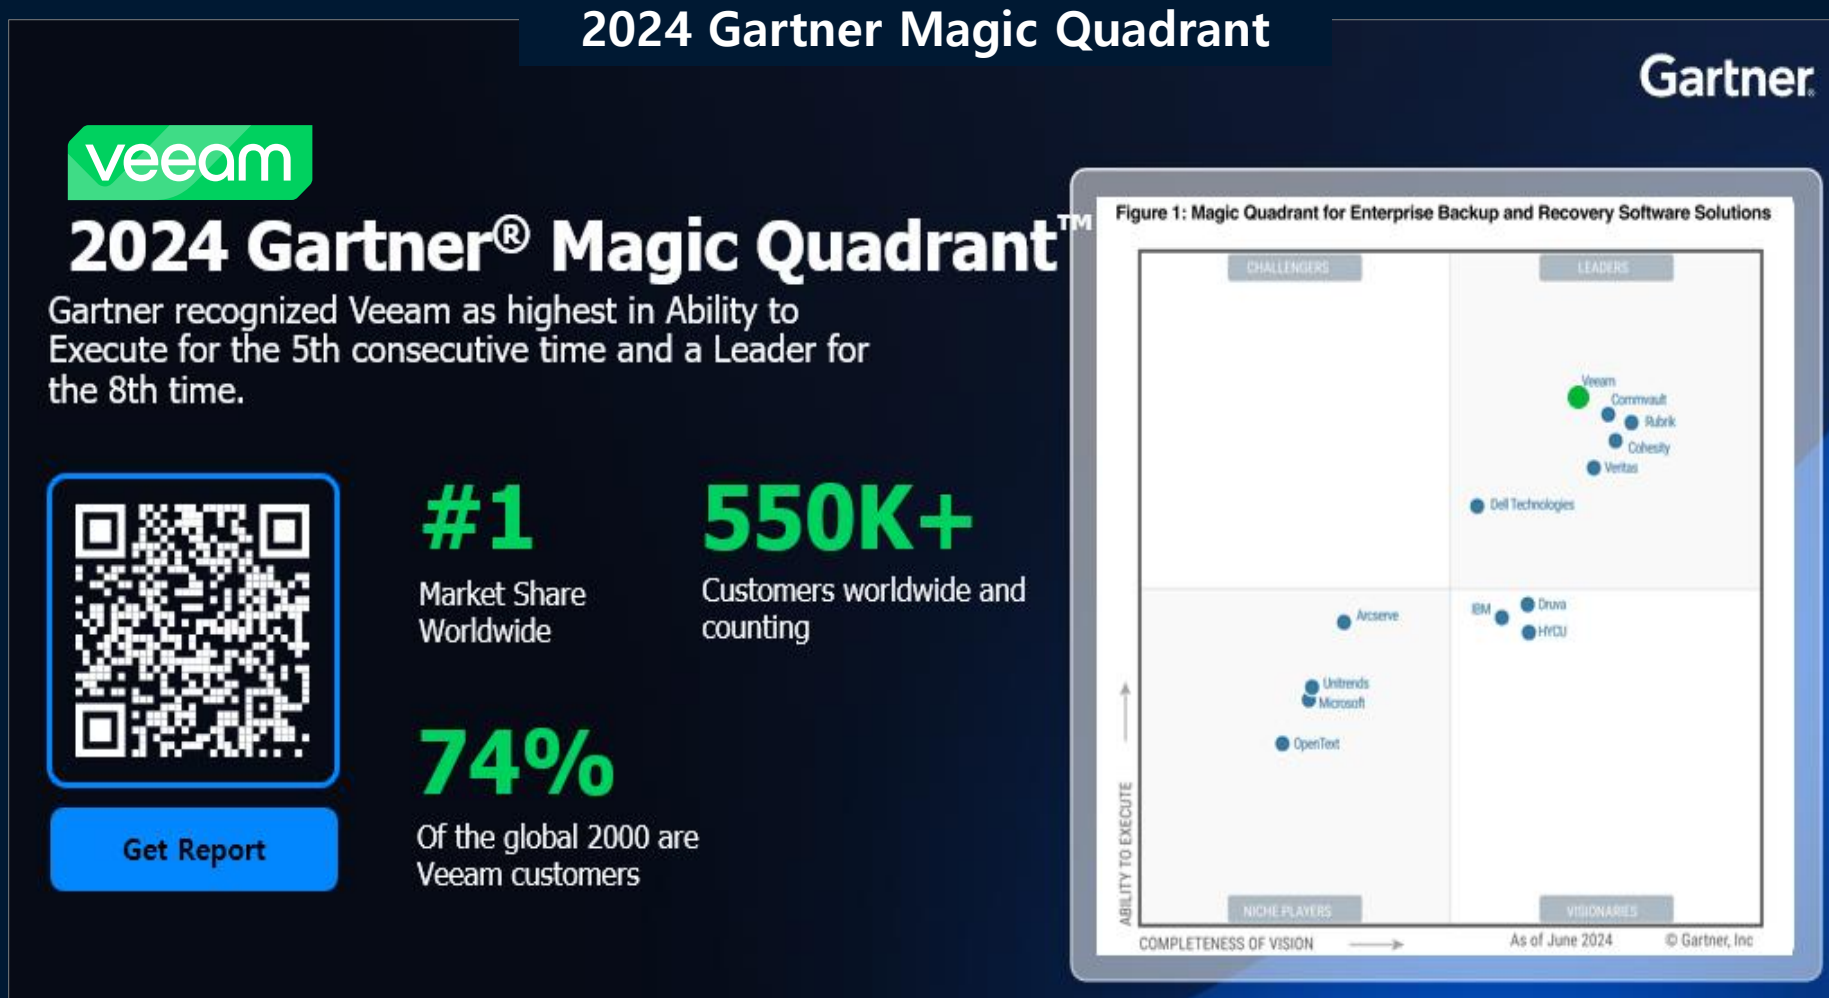 2024 Gartner Magic Quadrant
Gartner®
veeam
2024 Gartner® Magic Quadrant™
Gartner recognized Veeam as highest in Ability to
Execute for the 5th consecutive time and a Leader for
the 8th time.
#1
Market Share
Worldwide
550K+
Customers worldwide and
counting
74%
Of the global 2000 are
Veeam customers
Get Report
Figure 1: Magic Quadrant for Enterprise Backup and Recovery Software Solutions
CHALLENGERS
LEADERS
Veeam
Commvault
Rubrik
Cohesity
Veritas
Dell Technologies
Arcserve
IBM
Druva
HYCU
Unitrends
Microsoft
OpenText
NICHE PLAYERS
VISIONARIES
ABILITY TO EXECUTE
COMPLETENESS OF VISION
As of June 2024
© Gartner, Inc